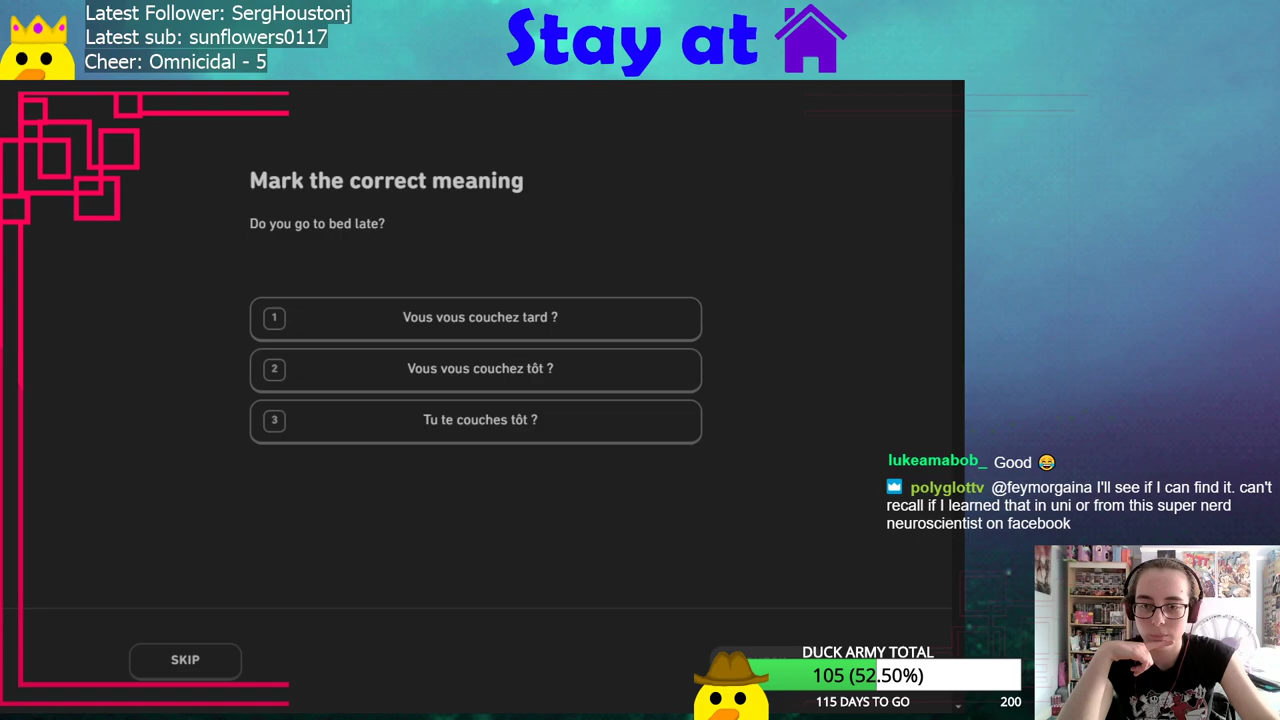 Latest Follower: SergHoustonj
Latest sub: sunflowers0117
Cheer: Omnicidal - 5
Stay at
Mark the correct meaning
Do you go to bed late?
1 Vous vous couchez tard ?
2 Vous vous couchez tôt ?
3 Tu te couches tôt ?
lukeamabob_ Good 😂
polyglottv @feymorgaina I'll see if I can find it. can't
recall if I learned that in uni or from this super nerd
neuroscientist on facebook
SKIP
DUCK ARMY TOTAL
105 (52.50%)
115 DAYS TO GO 200